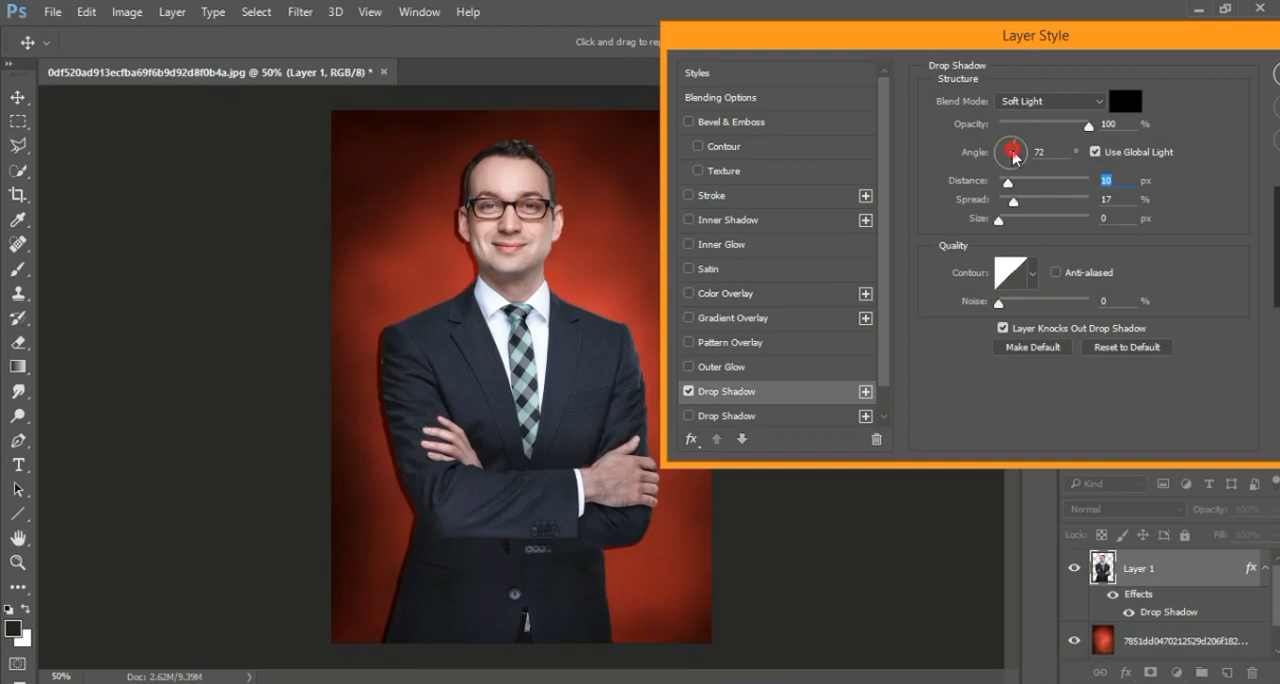 Ps File Edit Image Layer Type Select Filter 3D View Window Help
Layer Style
Click and drag to rep
0df520ad913ecfba69f6b9d92d8f0b4a.jpg @ 50% (Layer 1, RGB/8) *
Styles
Blending Options
Bevel & Emboss
Contour
Texture
Stroke
Inner Shadow
Inner Glow
Satin
Color Overlay
Gradient Overlay
Pattern Overlay
Outer Glow
Drop Shadow
Drop Shadow
fx
Drop Shadow
Structure
Blend Mode: Soft Light
Opacity: 100 %
Angle: 72 ° Use Global Light
Distance: 10 px
Spread: 17 %
Size: 0 px
Quality
Contour: Anti-aliased
Noise: 0 %
Layer Knocks Out Drop Shadow
Make Default Reset to Default
Kind
Normal Opacity: 100%
Lock: Fill: 100%
Layer 1 fx
Effects
Drop Shadow
7851dd0470212529d206f182...
fx
50% Doc: 2.62M/9.39M